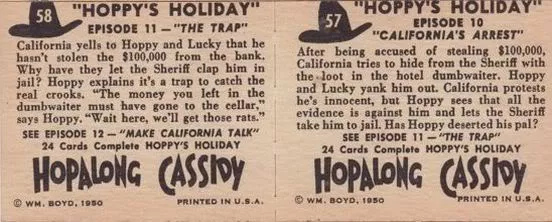 58
"HOPPY'S HOLIDAY"
EPISODE 11—"THE TRAP"
California yells to Hoppy and Lucky that he
hasn't stolen the $100,000 from the bank.
Why have they let the Sheriff clap him in
jail? Hoppy explains it's a trap to catch the
real crooks. "The money you left in the
dumbwaiter must have gone to the cellar,"
says Hoppy. "Wait here, we'll get those rats."
SEE EPISODE 12—"MAKE CALIFORNIA TALK"
24 Cards Complete HOPPY'S HOLIDAY
HOPALONG CASSIDY
© WM. BOYD, 1950 PRINTED IN U.S.A.
57
"HOPPY'S HOLIDAY"
EPISODE 10
"CALIFORNIA'S ARREST"
After being accused of stealing $100,000,
California tries to hide from the Sheriff with
the loot in the hotel dumbwaiter. Hoppy
and Lucky yank him out. California protests
he's innocent, but Hoppy sees that all the
evidence is against him and lets the Sheriff
take him to jail. Has Hoppy deserted his pal?
SEE EPISODE 11—"THE TRAP"
24 Cards Complete HOPPY'S HOLIDAY
HOPALONG CASSIDY
© WM. BOYD, 1950 PRINTED IN U.S.A.